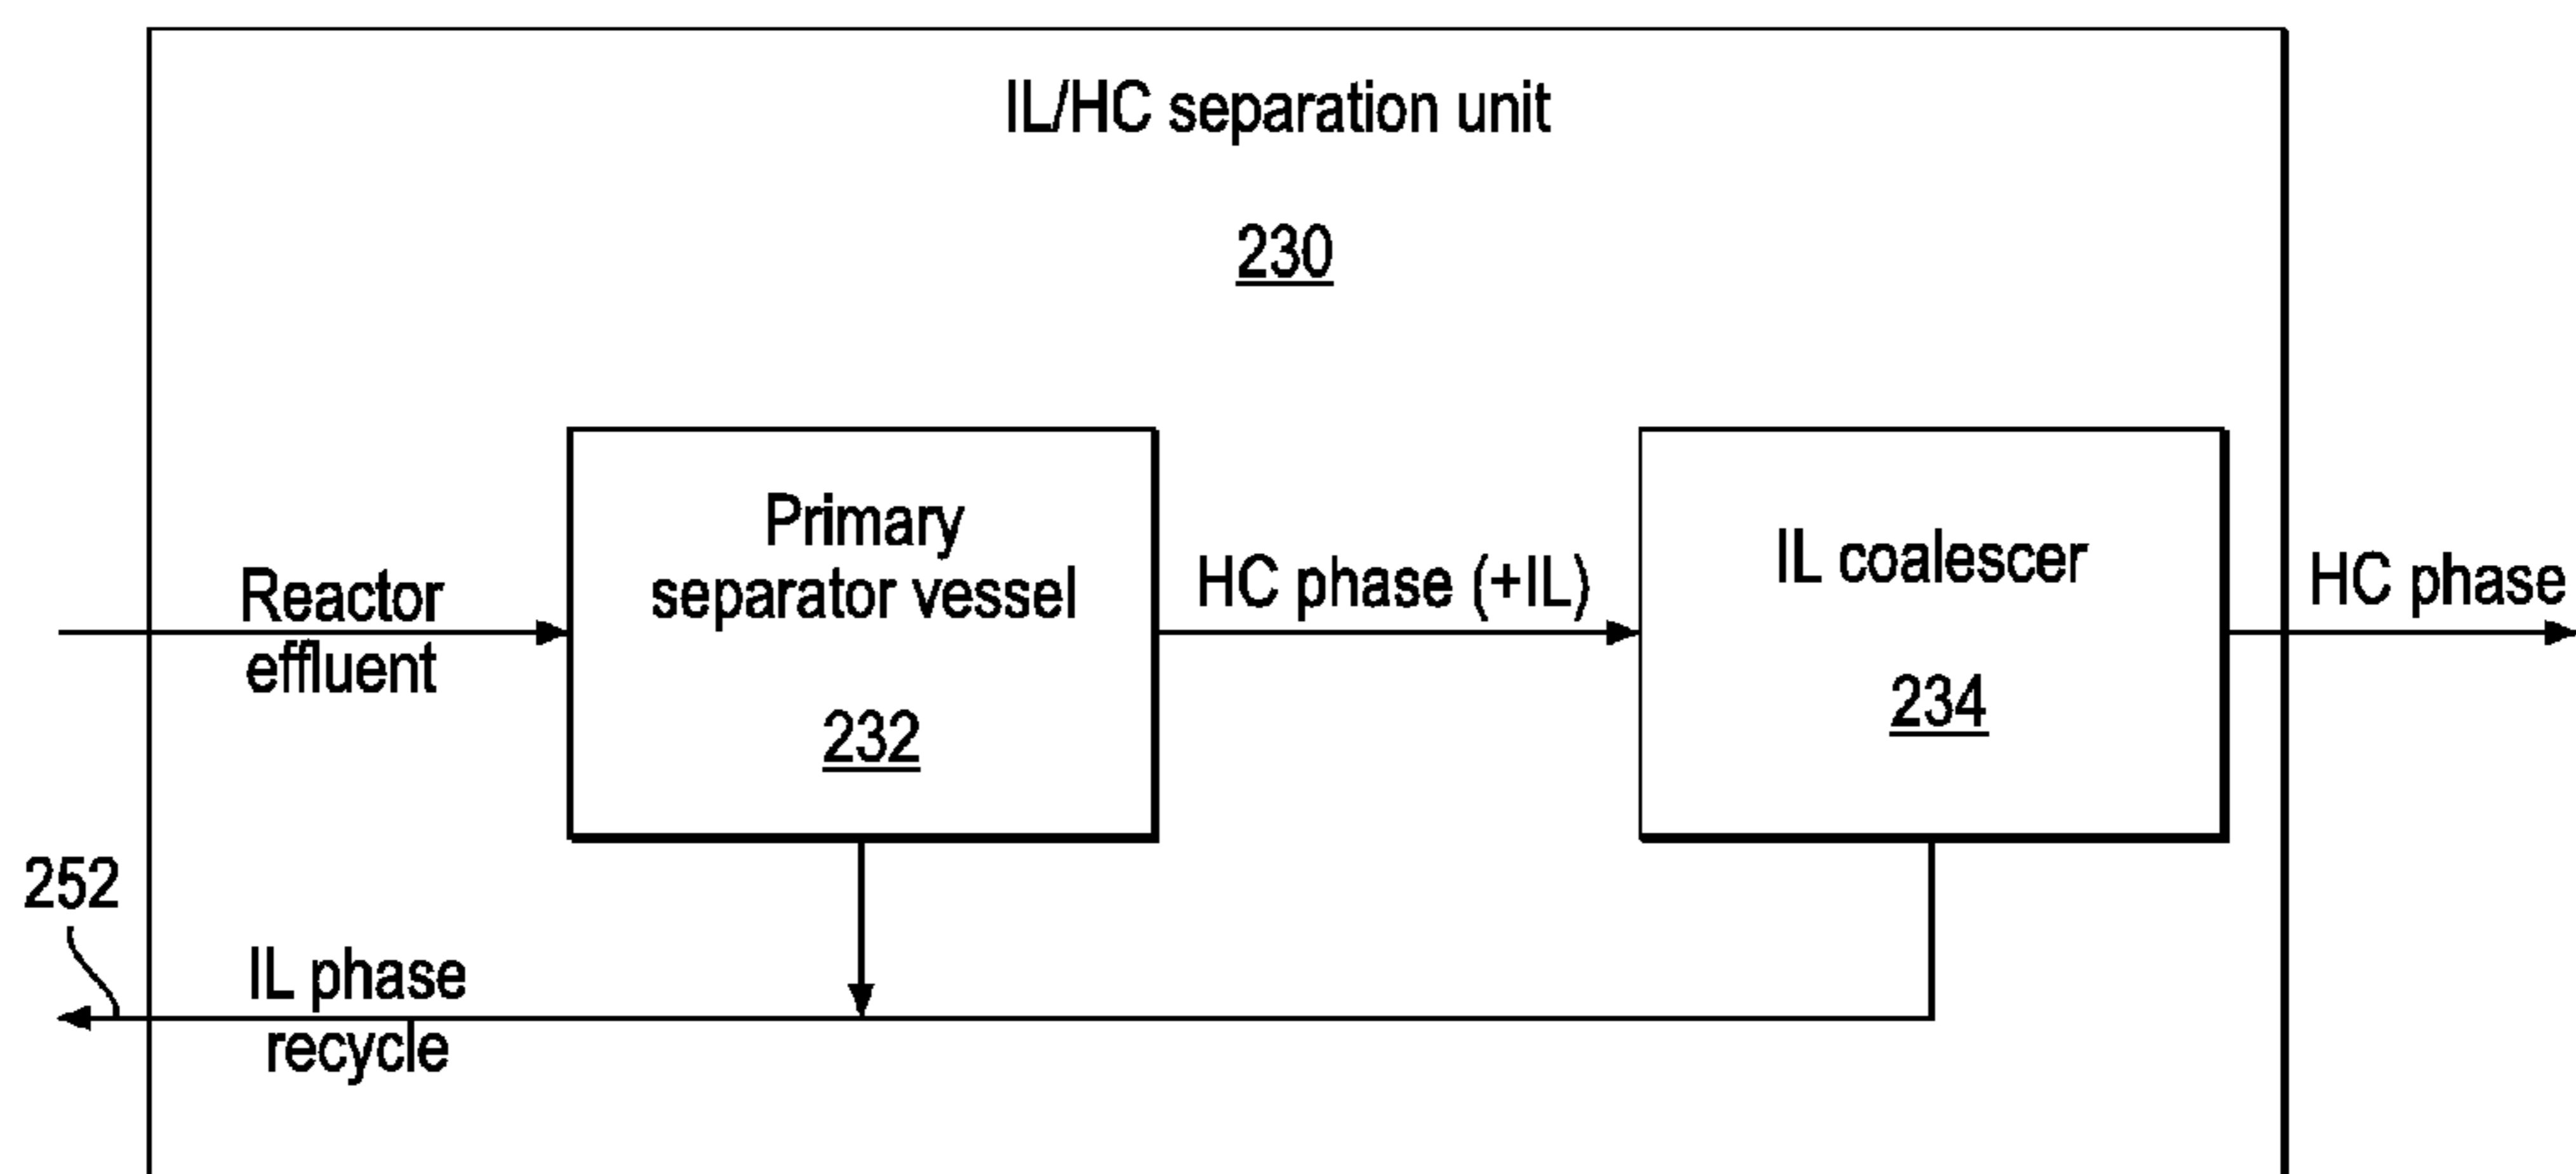 IL/HC separation unit
230
Reactor
effluent
Primary
separator vessel
232
HC phase (+IL)
IL coalescer
234
HC phase
252
IL phase
recycle